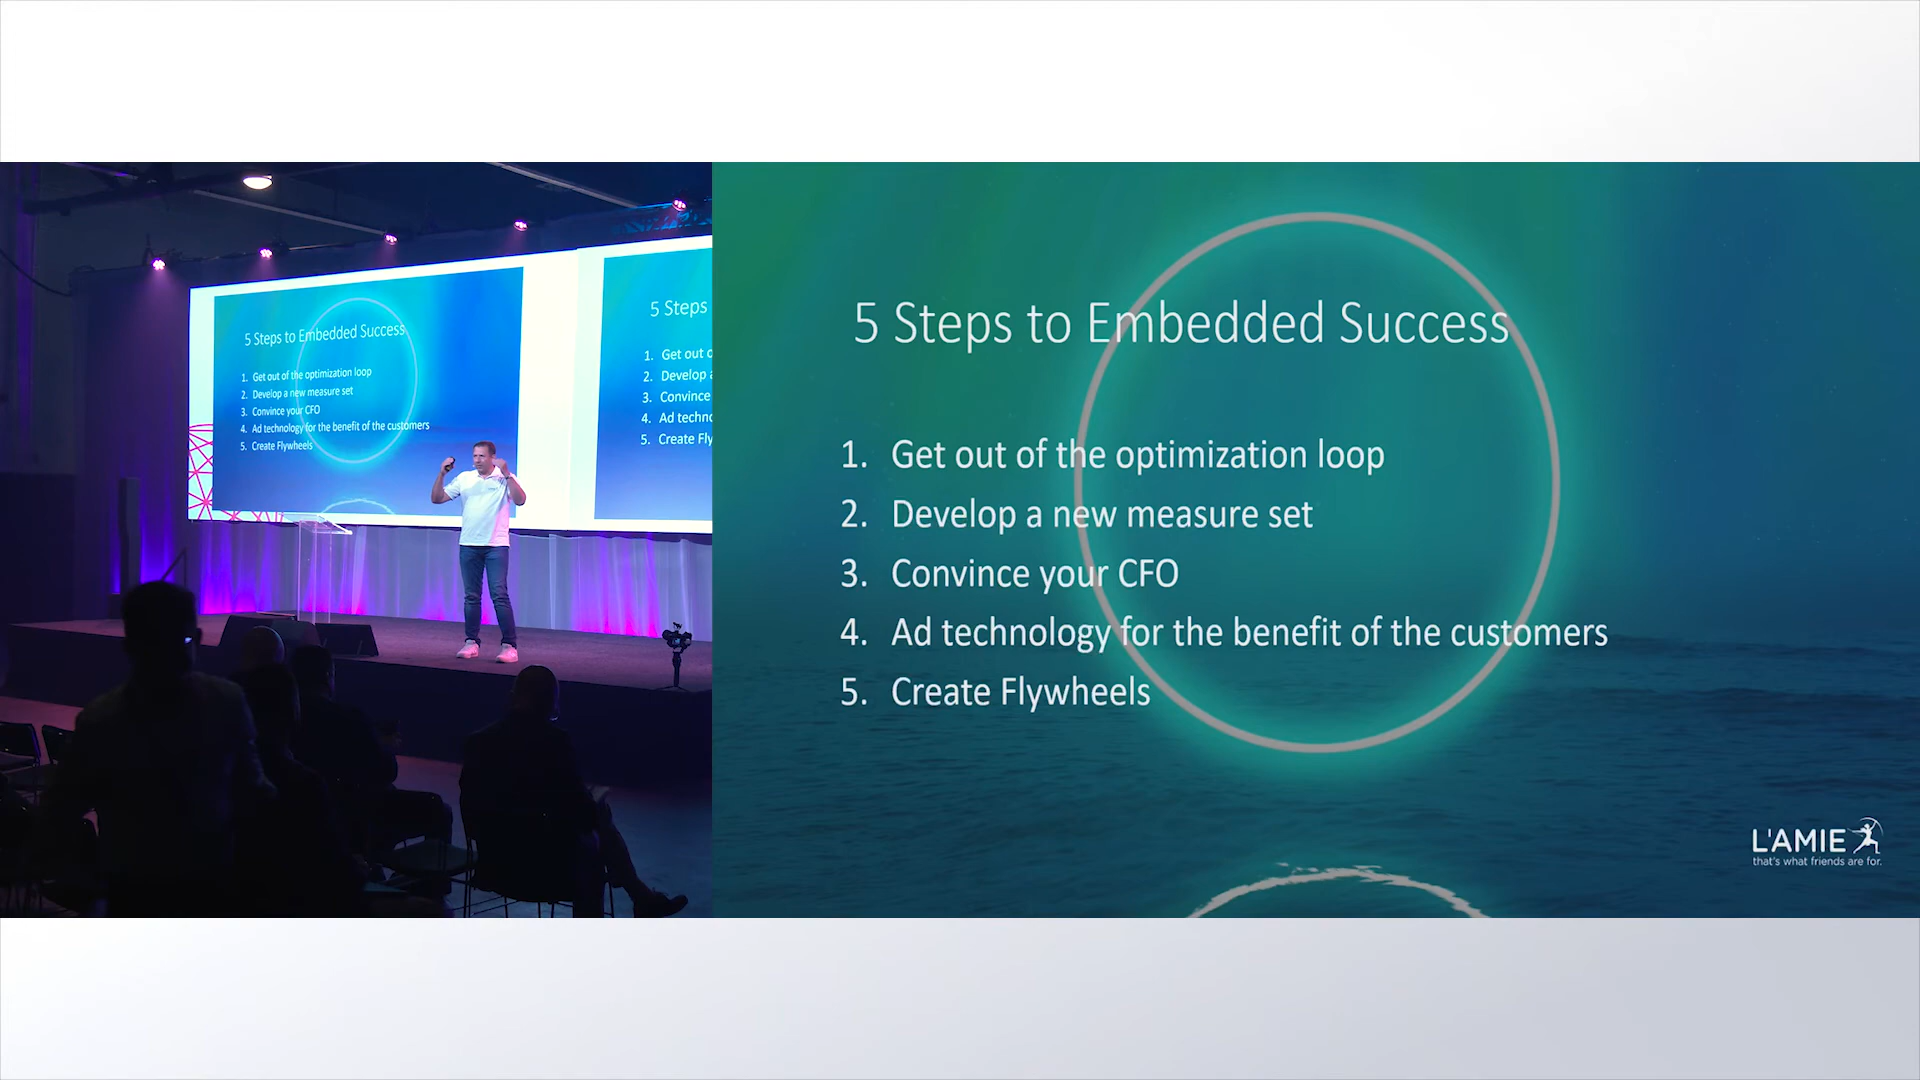 5 Steps to Embedded Success
1. Get out of the optimization loop
2. Develop a new measure set
3. Convince your CFO
4. Ad technology for the benefit of the customers
5. Create Flywheels
5 Steps
1. Get out o
2. Develop a
3. Convince
4. Ad techno
5. Create Fly
5 Steps to Embedded Success
1. Get out of the optimization loop
2. Develop a new measure set
3. Convince your CFO
4. Ad technology for the benefit of the customers
5. Create Flywheels
L'AMIE
that's what friends are for.